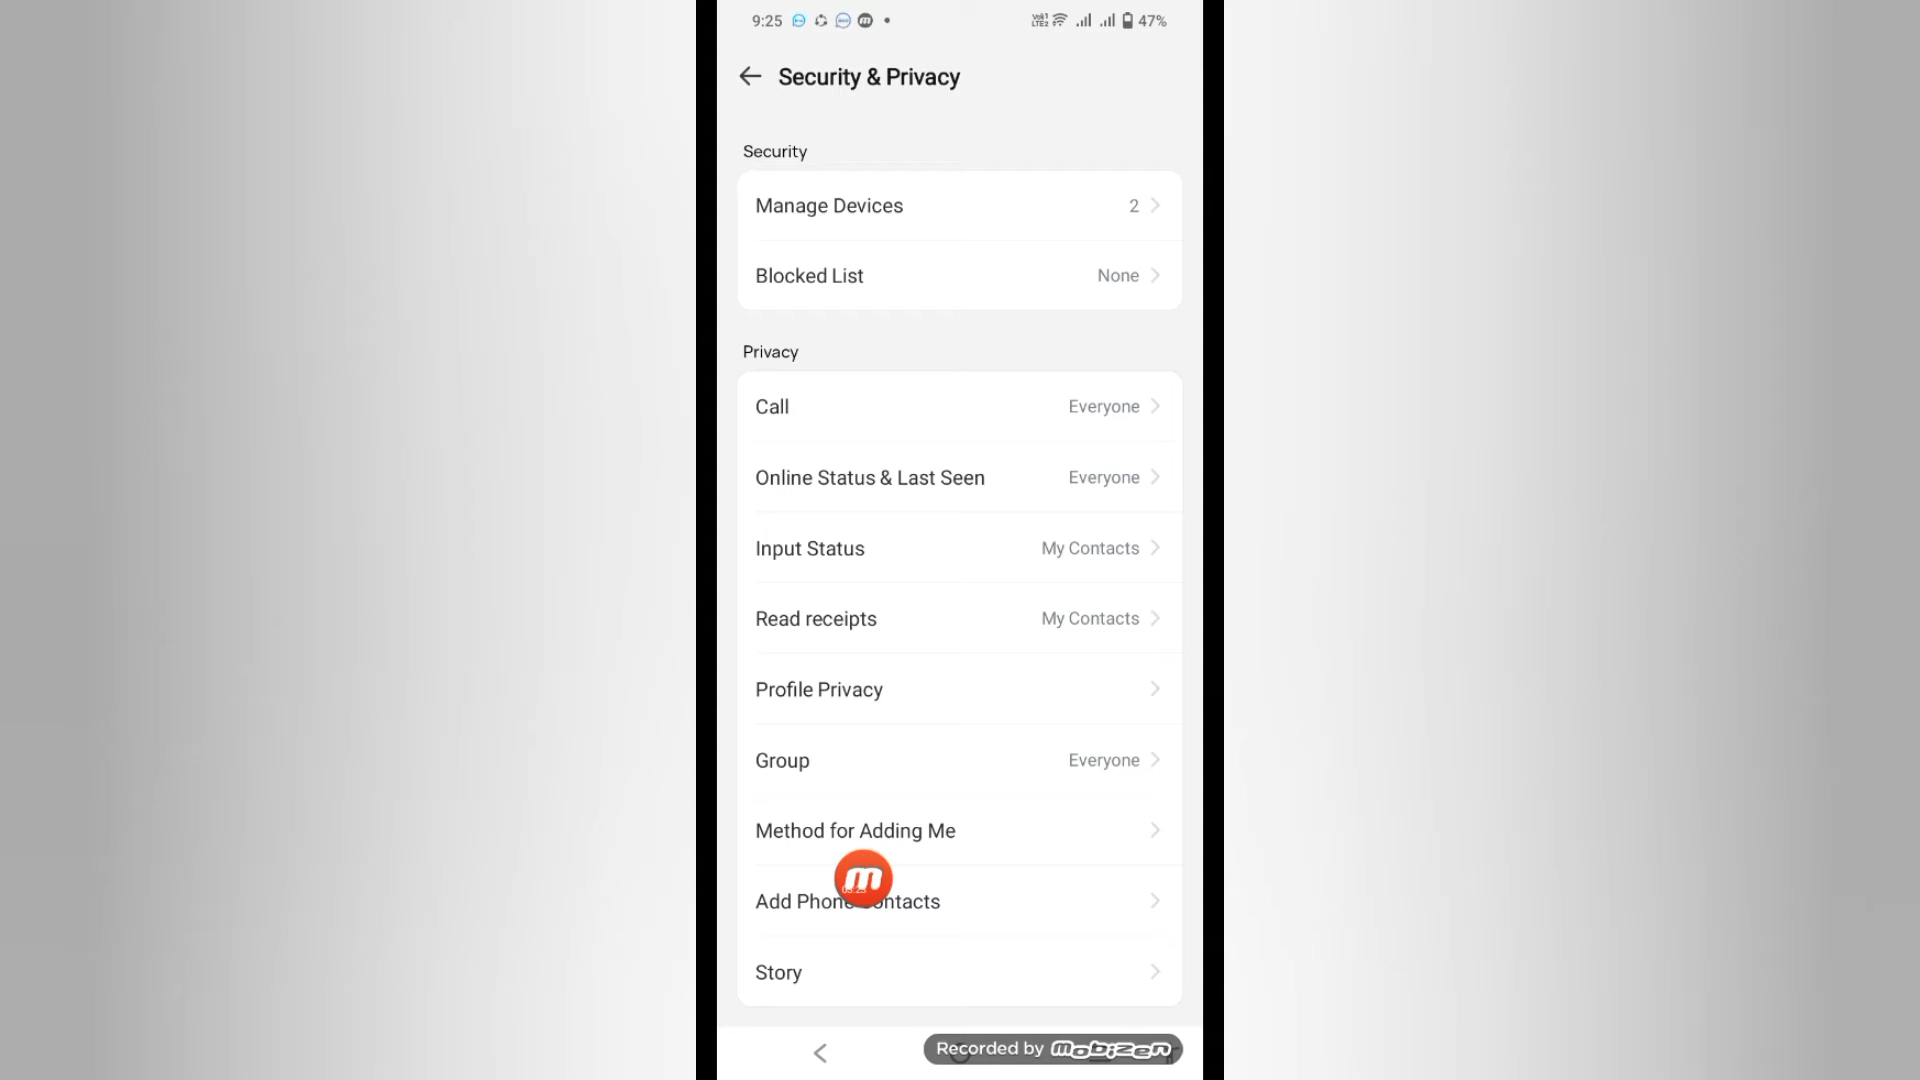 9:25 47%
Security & Privacy
Security
Manage Devices 2
Blocked List None
Privacy
Call Everyone
Online Status & Last Seen Everyone
Input Status My Contacts
Read receipts My Contacts
Profile Privacy
Group Everyone
Method for Adding Me
Add Phone Contacts
Story
Recorded by mobizen